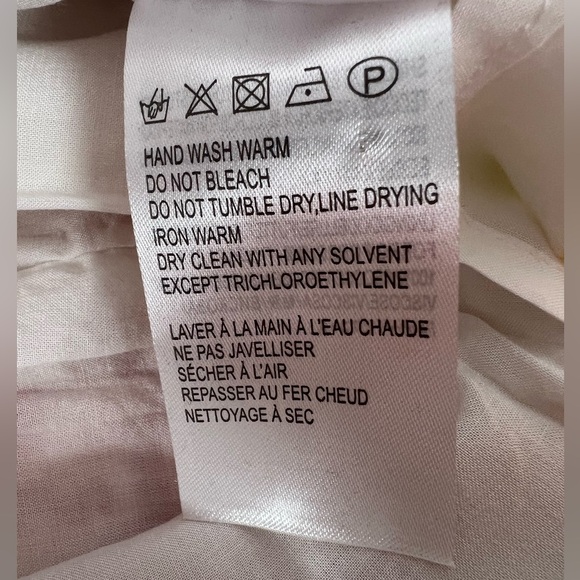 P
HAND WASH WARM
DO NOT BLEACH
DO NOT TUMBLE DRY,LINE DRYING
IRON WARM
DRY CLEAN WITH ANY SOLVENT
EXCEPT TRICHLOROETHYLENE
LAVER À LA MAIN À L'EAU CHAUDE
NE PAS JAVELLISER
SÉCHER À L'AIR
REPASSER AU FER CHEUD
NETTOYAGE À SEC